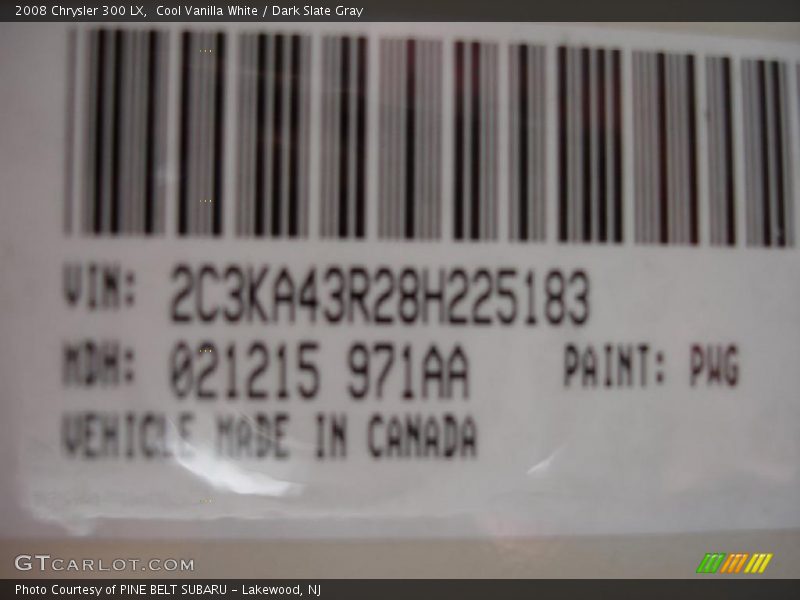 2008 Chrysler 300 LX,  Cool Vanilla White / Dark Slate Gray
VIN: 2C3KA43R28H225183
MDH: 021215 971AA PAINT: PWG
VEHICLE MADE IN CANADA
GTCARLOT.COM
Photo Courtesy of PINE BELT SUBARU - Lakewood, NJ